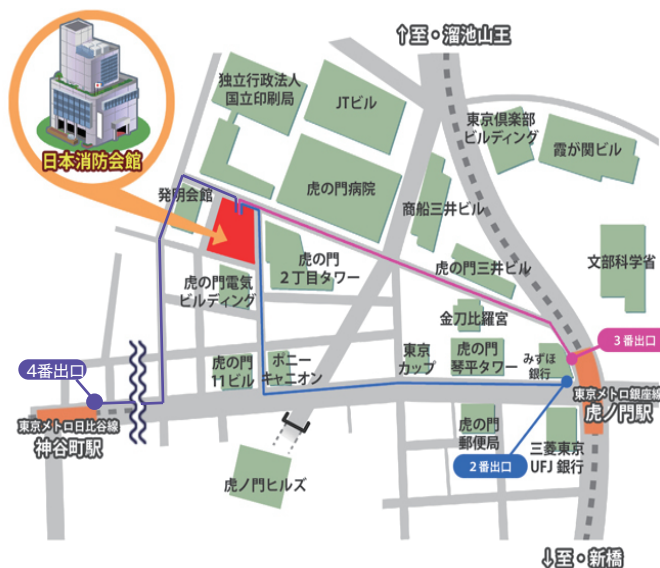 ↑至・溜池山王
独立行政法人
国立印刷局
JTビル
東京倶楽部
ビルディング
霞が関ビル
日本消防会館
発明会館
虎の門病院
商船三井ビル
虎の門
2丁目タワー
虎の門三井ビル
文部科学省
虎の門電気
ビルディング
金刀比羅宮
3番出口
4番出口
虎の門
11ビル
ポニー
キャニオン
東京
カップ
虎の門
琴平タワー
みずほ
銀行
東京メトロ銀座線
虎ノ門駅
東京メトロ日比谷線
神谷町駅
虎の門
郵便局
三菱東京
UFJ 銀行
2番出口
虎ノ門ヒルズ
↓至・新橋